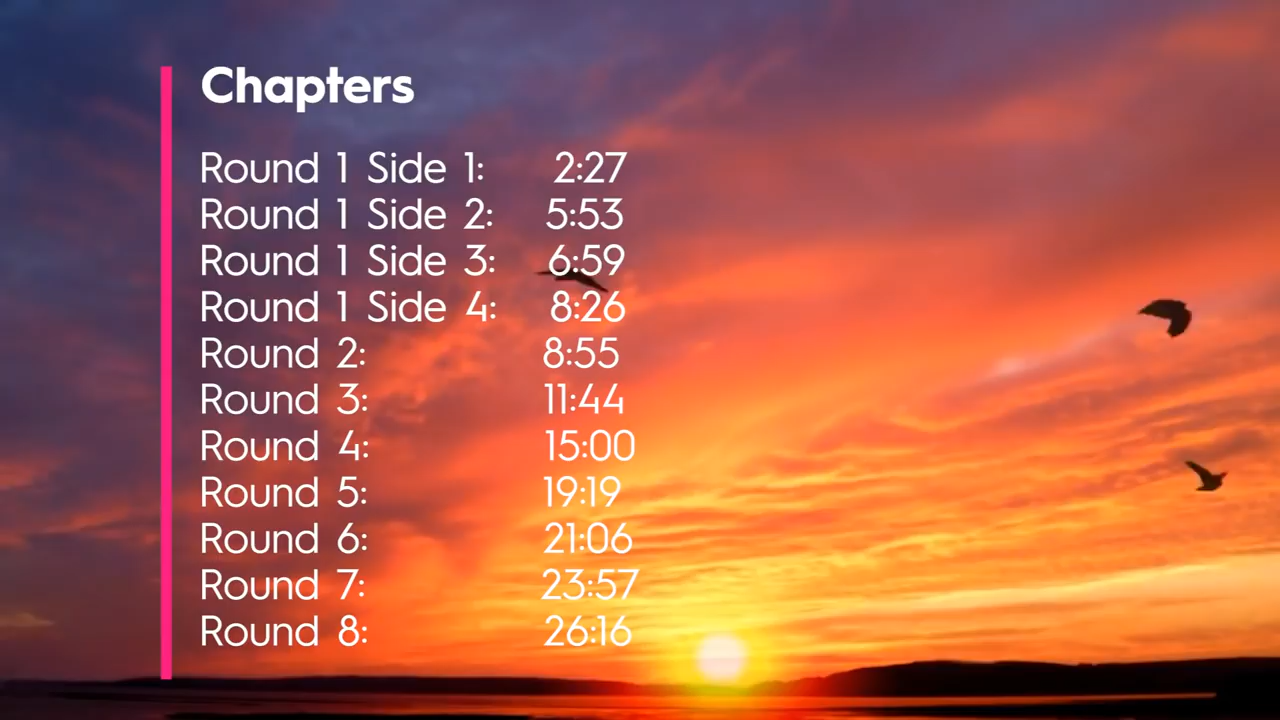 Chapters
Round 1 Side 1: 2:27
Round 1 Side 2: 5:53
Round 1 Side 3: 6:59
Round 1 Side 4: 8:26
Round 2: 8:55
Round 3: 11:44
Round 4: 15:00
Round 5: 19:19
Round 6: 21:06
Round 7: 23:57
Round 8: 26:16